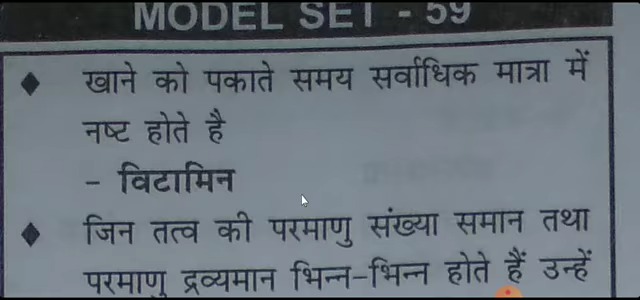 MODEL SET - 59
♦ खाने को पकाते समय सर्वाधिक मात्रा में
नष्ट होते है
- विटामिन
♦ जिन तत्व की परमाणु संख्या समान तथा
परमाणु द्रव्यमान भिन्न-भिन्न होते हैं उन्हें